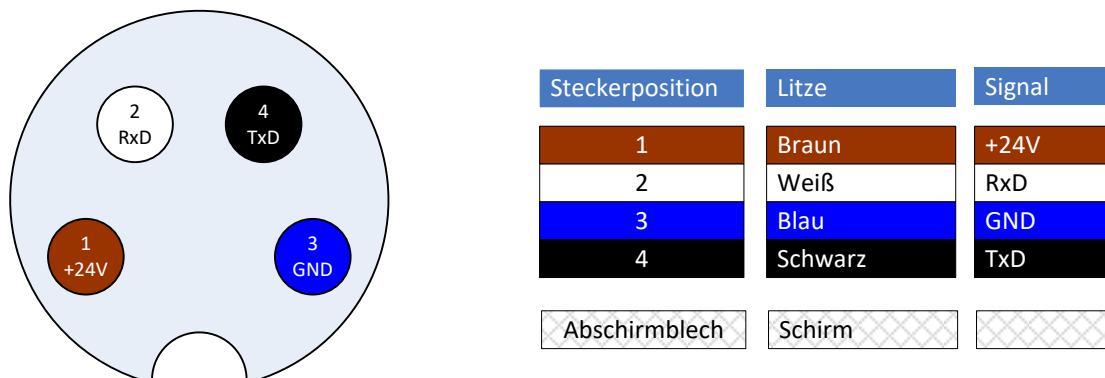 2
RxD
4
TxD
1
+24V
3
GND
Steckerposition Litze Signal
1 Braun +24V
2 Weiß RxD
3 Blau GND
4 Schwarz TxD
Abschirmblech Schirm